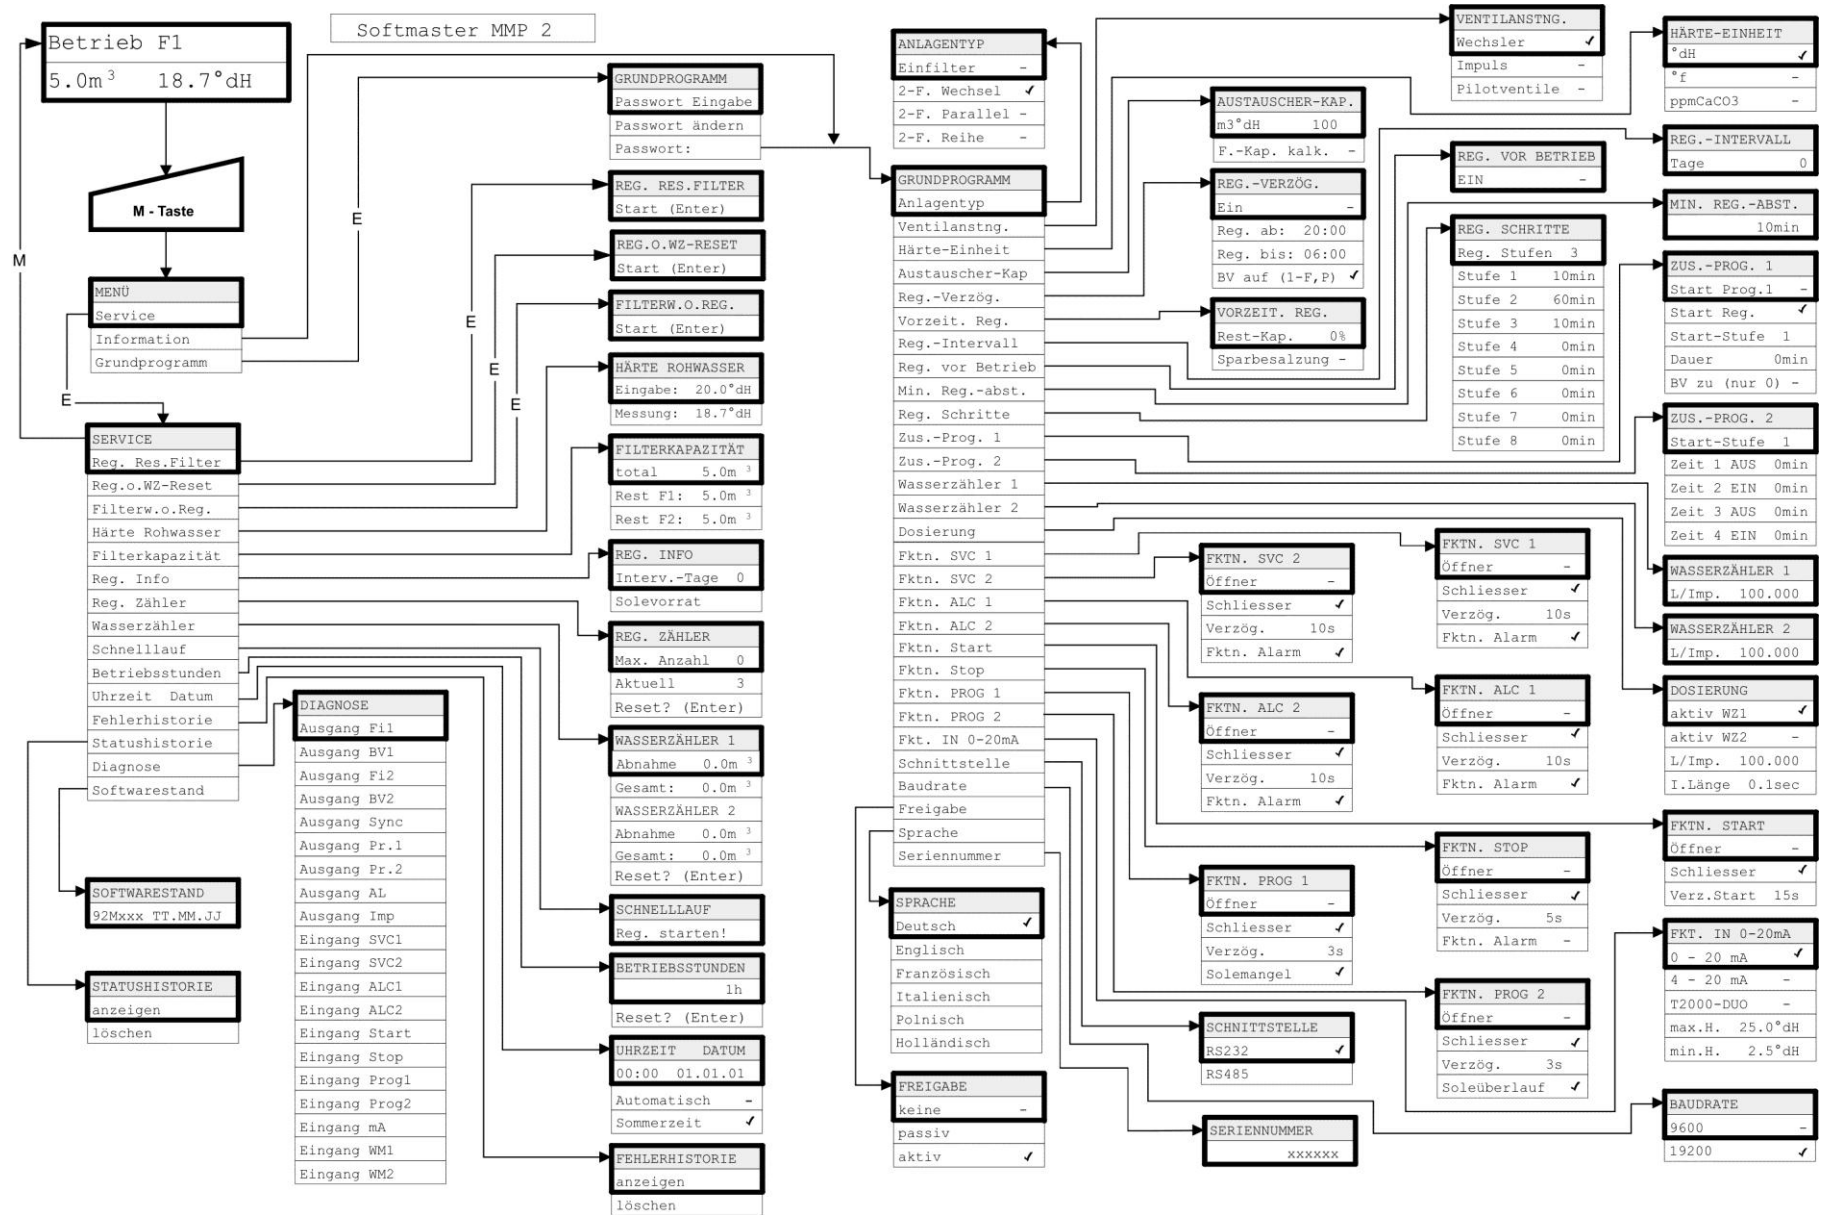 Softmaster MMP 2
Betrieb F1
5.0m³ 18.7°dH
M - Taste
M
E
E
MENÜ
Service
Information
Grundprogramm
E
E
E
E
SERVICE
Reg. Res.Filter
Reg.o.WZ-Reset
Filterw.o.Reg.
Härte Rohwasser
Filterkapazität
Reg. Info
Reg. Zähler
Wasserzähler
Schnelllauf
Betriebsstunden
Uhrzeit Datum
Fehlerhistorie
Statushistorie
Diagnose
Softwarestand
SOFTWARESTAND
92Mxxx TT.MM.JJ
STATUSHISTORIE
anzeigen
löschen
DIAGNOSE
Ausgang Fi1
Ausgang BV1
Ausgang Fi2
Ausgang BV2
Ausgang Sync
Ausgang Pr.1
Ausgang Pr.2
Ausgang AL
Ausgang Imp
Eingang SVC1
Eingang SVC2
Eingang ALC1
Eingang ALC2
Eingang Start
Eingang Stop
Eingang Prog1
Eingang Prog2
Eingang mA
Eingang WM1
Eingang WM2
GRUNDPROGRAMM
Passwort Eingabe
Passwort ändern
Passwort:
REG. RES.FILTER
Start (Enter)
REG.O.WZ-RESET
Start (Enter)
FILTERW.O.REG.
Start (Enter)
HÄRTE ROHWASSER
Eingabe: 20.0°dH
Messung: 18.7°dH
FILTERKAPAZITÄT
total 5.0m ³
Rest F1: 5.0m ³
Rest F2: 5.0m ³
REG. INFO
Interv.-Tage 0
Solevorrat
REG. ZÄHLER
Max. Anzahl 0
Aktuell 3
Reset? (Enter)
WASSERZÄHLER 1
Abnahme 0.0m ³
Gesamt: 0.0m ³
WASSERZÄHLER 2
Abnahme 0.0m ³
Gesamt: 0.0m ³
Reset? (Enter)
SCHNELLLAUF
Reg. starten!
BETRIEBSSTUNDEN
1h
Reset? (Enter)
UHRZEIT DATUM
00:00 01.01.01
Automatisch -
Sommerzeit ✓
FEHLERHISTORIE
anzeigen
löschen
ANLAGENTYP
Einfilter -
2-F. Wechsel ✓
2-F. Parallel -
2-F. Reihe -
GRUNDPROGRAMM
Anlagentyp
Ventilanstng.
Härte-Einheit
Austauscher-Kap
Reg.-Verzög.
Vorzeit. Reg.
Reg.-Intervall
Reg. vor Betrieb
Min. Reg.-abst.
Reg. Schritte
Zus.-Prog. 1
Zus.-Prog. 2
Wasserzähler 1
Wasserzähler 2
Dosierung
Fktn. SVC 1
Fktn. SVC 2
Fktn. ALC 1
Fktn. ALC 2
Fktn. Start
Fktn. Stop
Fktn. PROG 1
Fktn. PROG 2
Fkt. IN 0-20mA
Schnittstelle
Baudrate
Freigabe
Sprache
Seriennummer
SPRACHE
Deutsch ✓
Englisch
Französisch
Italienisch
Polnisch
Holländisch
FREIGABE
keine -
passiv
aktiv ✓
AUSTAUSCHER-KAP.
m3°dH 100
F.-Kap. kalk. -
REG.-VERZÖG.
Ein -
Reg. ab: 20:00
Reg. bis: 06:00
BV auf (1-F,P) ✓
VORZEIT. REG.
Rest-Kap. 0%
Sparbesalzung -
FKTN. SVC 2
Öffner -
Schliesser ✓
Verzög. 10s
Fktn. Alarm ✓
FKTN. ALC 2
Öffner -
Schliesser ✓
Verzög. 10s
Fktn. Alarm ✓
FKTN. PROG 1
Öffner -
Schliesser ✓
Verzög. 3s
Solemangel ✓
SCHNITTSTELLE
RS232 ✓
RS485
SERIENNUMMER
xxxxxx
VENTILANSTNG.
Wechsler ✓
Impuls -
Pilotventile -
REG. VOR BETRIEB
EIN -
REG. SCHRITTE
Reg. Stufen 3
Stufe 1 10min
Stufe 2 60min
Stufe 3 10min
Stufe 4 0min
Stufe 5 0min
Stufe 6 0min
Stufe 7 0min
Stufe 8 0min
FKTN. SVC 1
Öffner -
Schliesser ✓
Verzög. 10s
Fktn. Alarm ✓
FKTN. ALC 1
Öffner -
Schliesser ✓
Verzög. 10s
Fktn. Alarm ✓
FKTN. STOP
Öffner -
Schliesser ✓
Verzög. 5s
Fktn. Alarm -
FKTN. PROG 2
Öffner -
Schliesser ✓
Verzög. 3s
Soleüberlauf ✓
HÄRTE-EINHEIT
°dH ✓
°f -
ppmCaCO3 -
REG.-INTERVALL
Tage 0
MIN. REG.-ABST.
10min
ZUS.-PROG. 1
Start Prog.1 -
Start Reg. ✓
Start-Stufe 1
Dauer 0min
BV zu (nur 0) -
ZUS.-PROG. 2
Start-Stufe 1
Zeit 1 AUS 0min
Zeit 2 EIN 0min
Zeit 3 AUS 0min
Zeit 4 EIN 0min
WASSERZÄHLER 1
L/Imp. 100.000
WASSERZÄHLER 2
L/Imp. 100.000
DOSIERUNG
aktiv WZ1 ✓
aktiv WZ2 -
L/Imp. 100.000
I.Länge 0.1sec
FKTN. START
Öffner -
Schliesser ✓
Verz.Start 15s
FKT. IN 0-20mA
0 - 20 mA ✓
4 - 20 mA -
T2000-DUO -
max.H. 25.0°dH
min.H. 2.5°dH
BAUDRATE
9600 -
19200 ✓